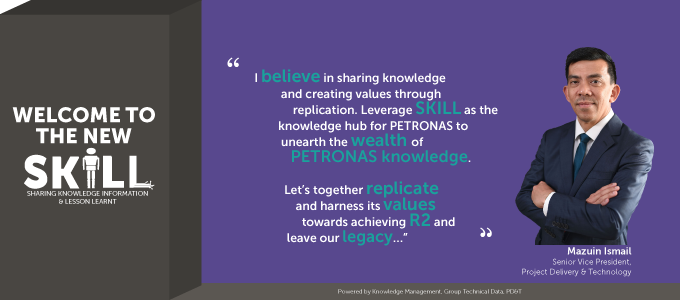 WELCOME TO
THE NEW
SKILL
SHARING KNOWLEDGE INFORMATION
& LESSON LEARNT
“
I believe in sharing knowledge
and creating values through
replication. Leverage SKILL as the
knowledge hub for PETRONAS to
unearth the wealth of
PETRONAS knowledge.
Let’s together replicate
and harness its values
towards achieving R2 and
leave our legacy...”
”
Mazuin Ismail
Senior Vice President,
Project Delivery & Technology
Powered by Knowledge Management, Group Technical Data, PD&T